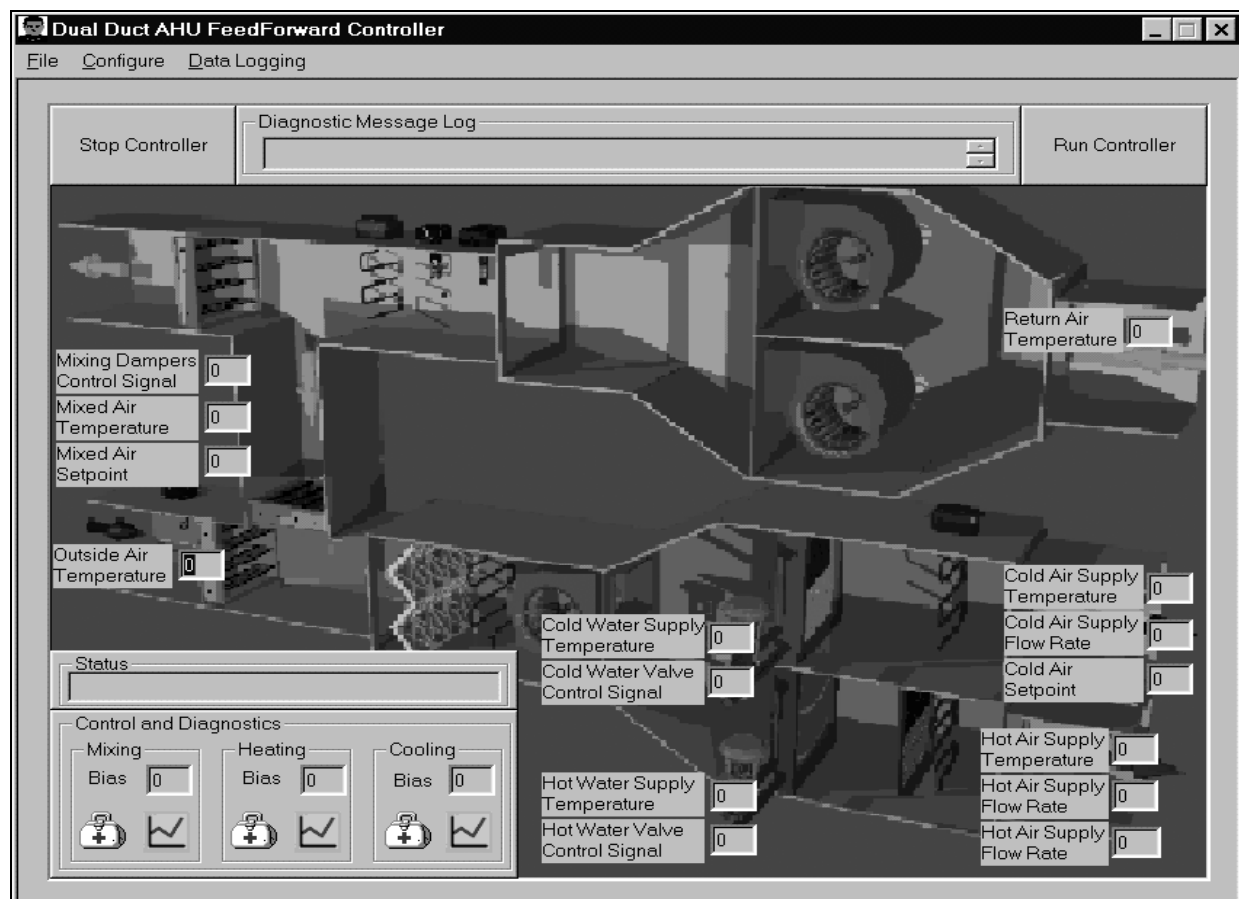 Dual Duct AHU FeedForward Controller
File Configure Data Logging
Stop Controller
Diagnostic Message Log
Run Controller
Return Air
Temperature
0
Mixing Dampers
Control Signal
0
Mixed Air
Temperature
0
Mixed Air
Setpoint
0
Outside Air
Temperature
0
Cold Air Supply
Temperature
0
Cold Air Supply
Flow Rate
0
Cold Air
Setpoint
0
Cold Water Supply
Temperature
0
Cold Water Valve
Control Signal
0
Status
Control and Diagnostics
Mixing
Bias 0
Heating
Bias 0
Cooling
Bias 0
Hot Water Supply
Temperature
0
Hot Water Valve
Control Signal
0
Hot Air Supply
Temperature
0
Hot Air Supply
Flow Rate
0
Hot Air Supply
Flow Rate
0